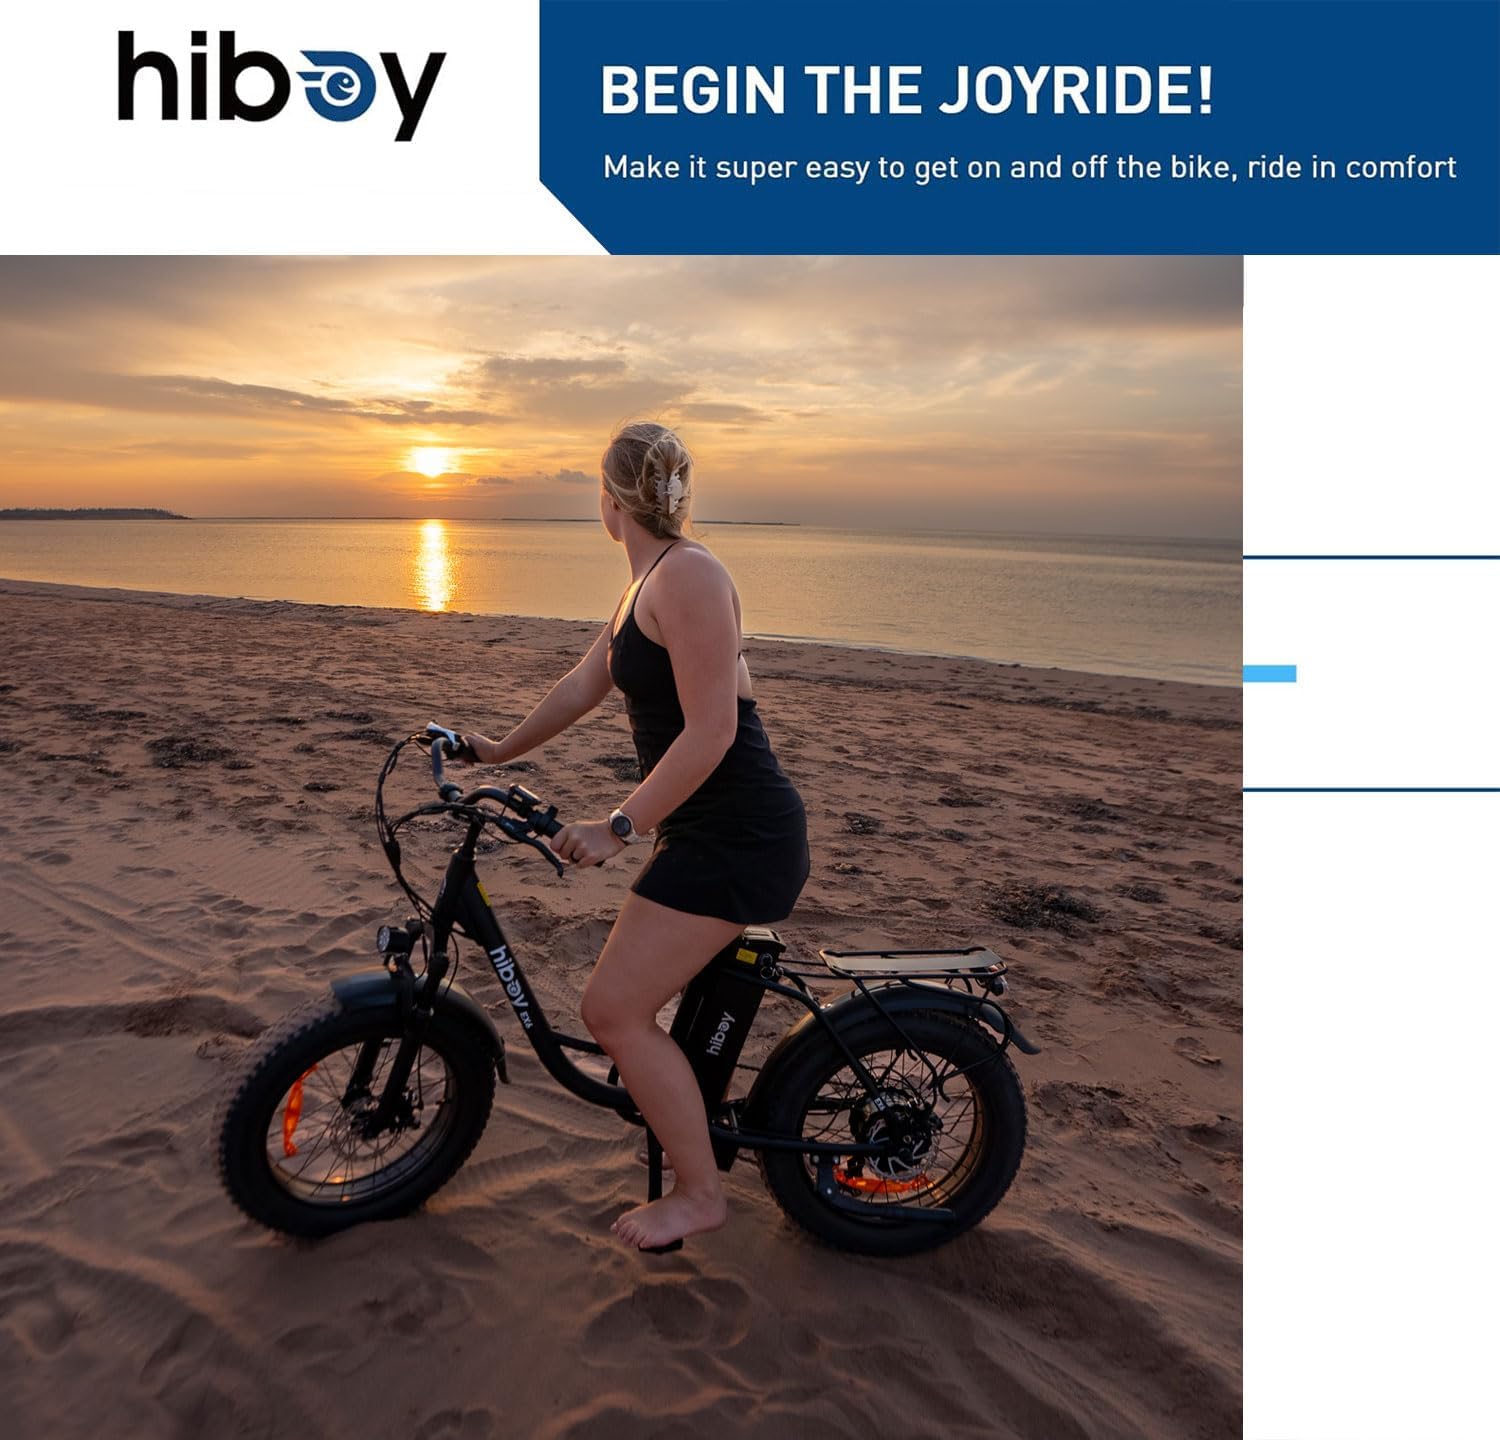 hiboy
BEGIN THE JOYRIDE!
Make it super easy to get on and off the bike, ride in comfort
hiboy EX6
hiboy